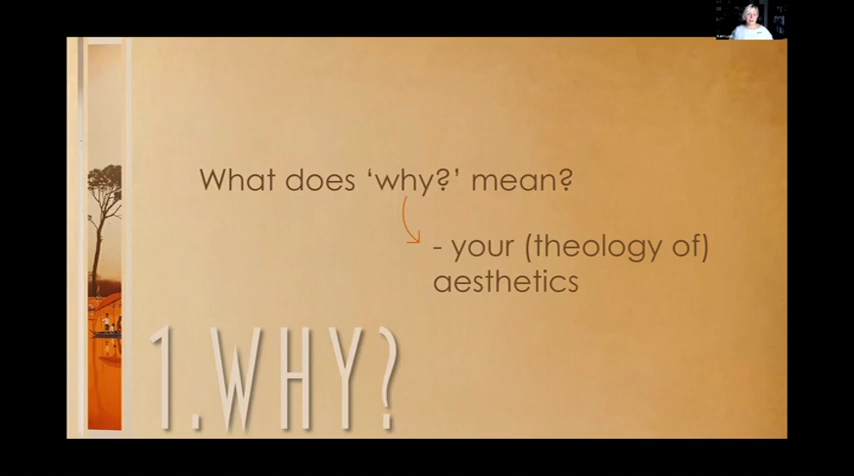 What does ‘why?’ mean?
- your (theology of)
aesthetics
1.WHY?